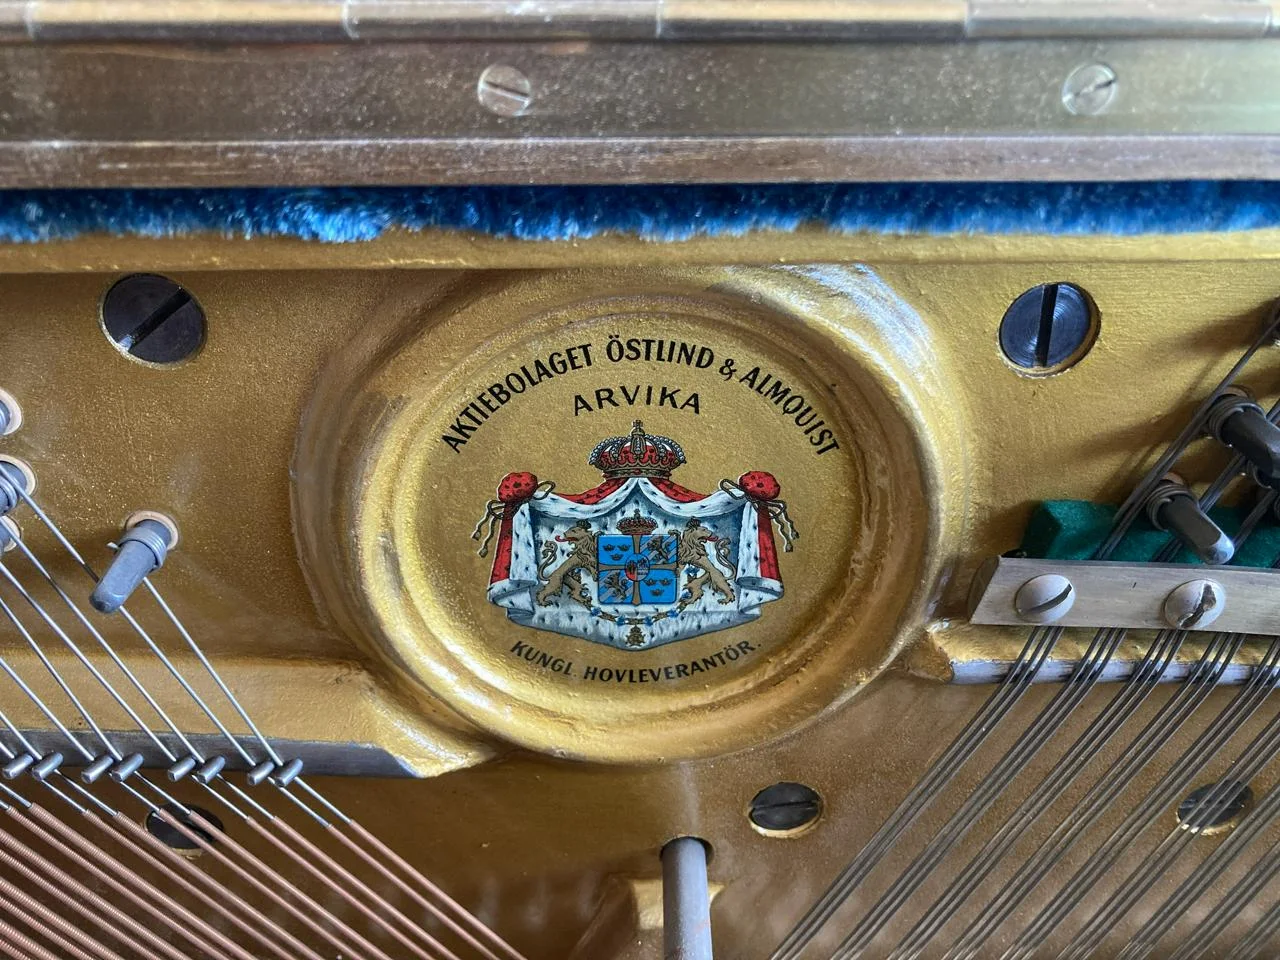 AKTIEBOLAGET ÖSTLIND & ALMQUIST
ARVIKA
KUNGL. HOVLEVERANTÖR.